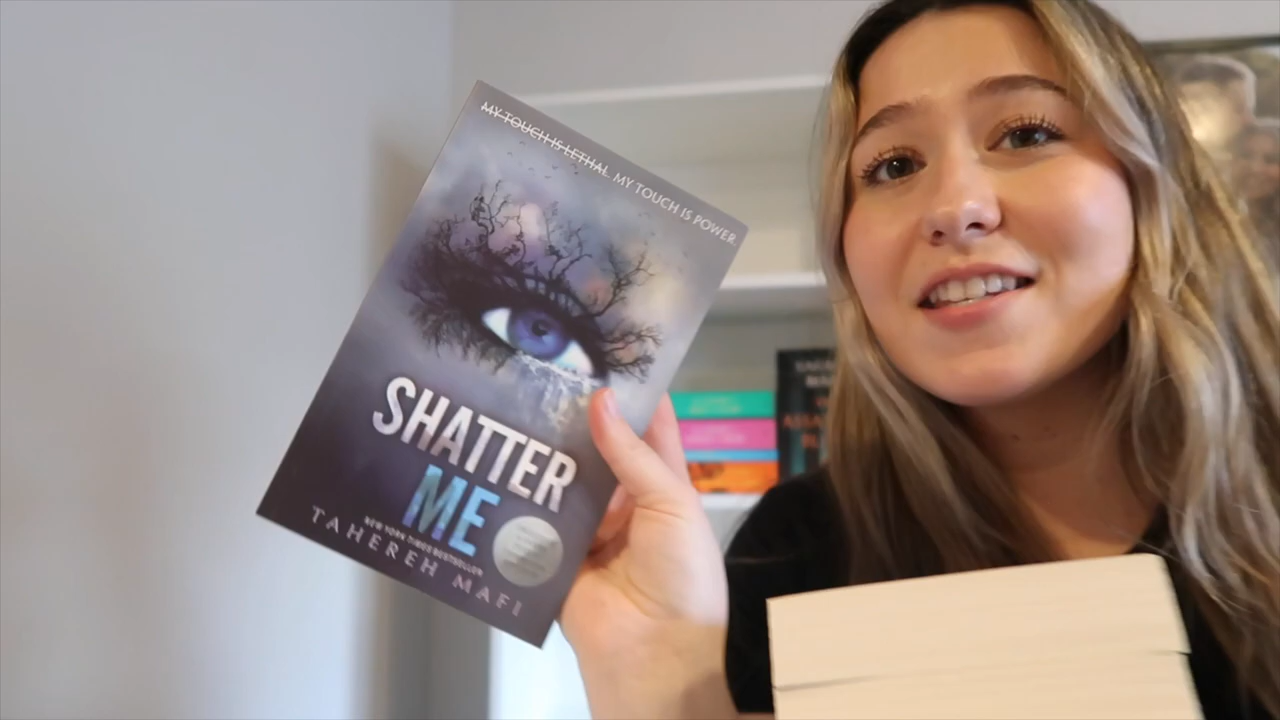 MY TOUCH IS LETHAL. MY TOUCH IS POWER.
SHATTER
ME
NEW YORK TIMES BESTSELLER
TAHEREH MAFI